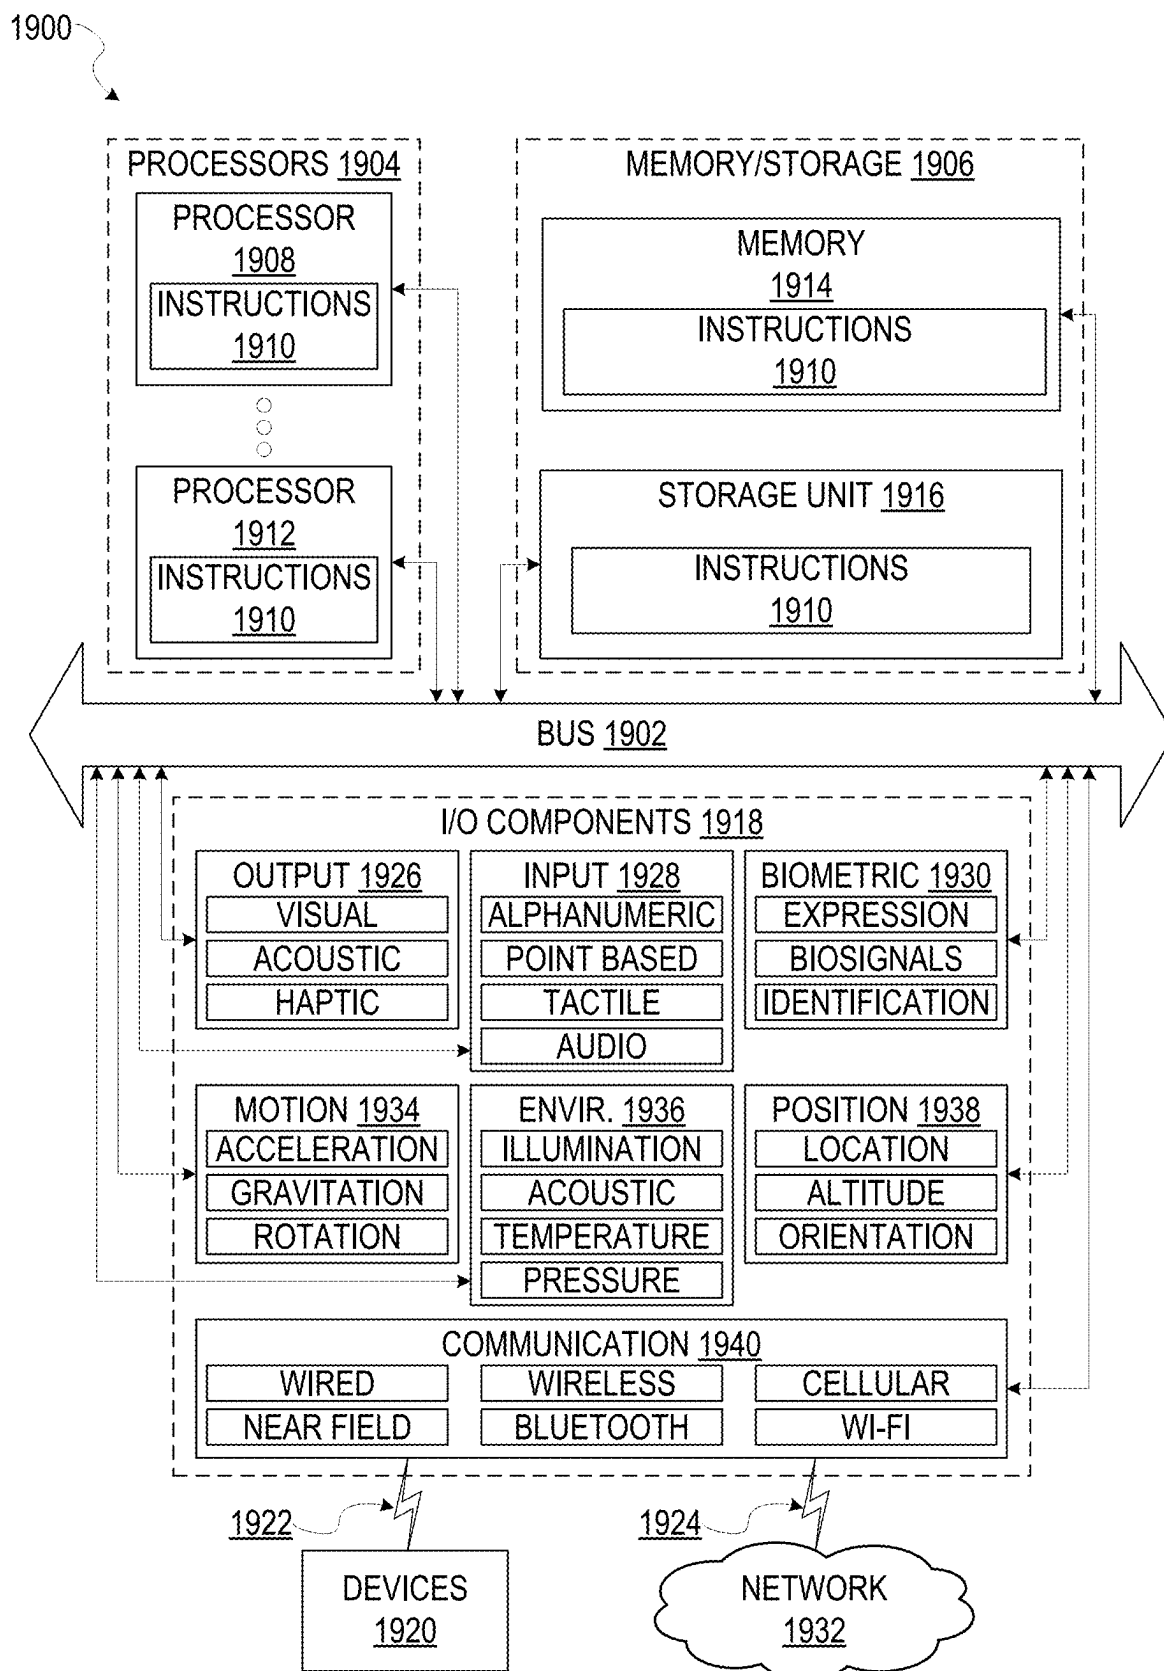 1900
PROCESSORS 1904
PROCESSOR
1908
INSTRUCTIONS
1910
PROCESSOR
1912
INSTRUCTIONS
1910
MEMORY/STORAGE 1906
MEMORY
1914
INSTRUCTIONS
1910
STORAGE UNIT 1916
INSTRUCTIONS
1910
BUS 1902
I/O COMPONENTS 1918
OUTPUT 1926
VISUAL
ACOUSTIC
HAPTIC
INPUT 1928
ALPHANUMERIC
POINT BASED
TACTILE
AUDIO
BIOMETRIC 1930
EXPRESSION
BIOSIGNALS
IDENTIFICATION
MOTION 1934
ACCELERATION
GRAVITATION
ROTATION
ENVIR. 1936
ILLUMINATION
ACOUSTIC
TEMPERATURE
PRESSURE
POSITION 1938
LOCATION
ALTITUDE
ORIENTATION
COMMUNICATION 1940
WIRED
WIRELESS
CELLULAR
NEAR FIELD
BLUETOOTH
WI-FI
1922
1924
DEVICES
1920
NETWORK
1932